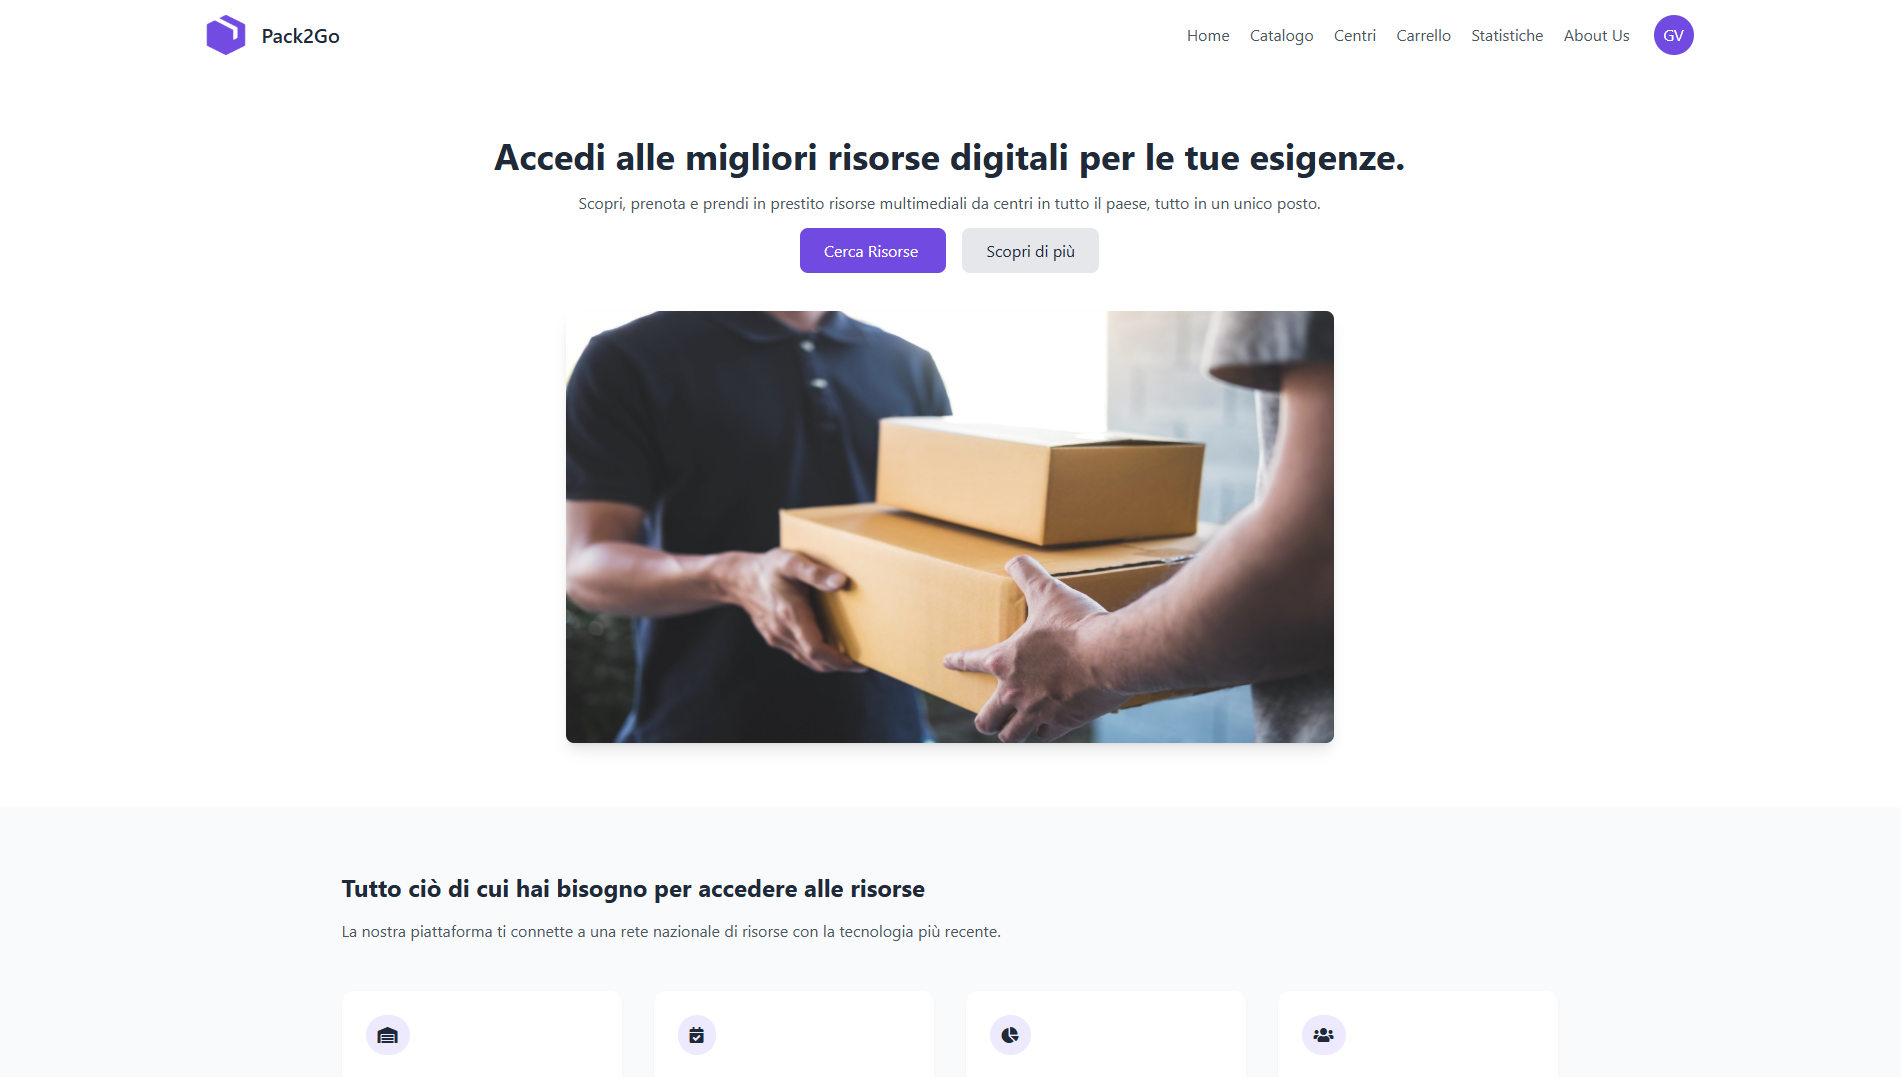 Pack2Go
Home Catalogo Centri Carrello Statistiche About Us GV
Accedi alle migliori risorse digitali per le tue esigenze.
Scopri, prenota e prendi in prestito risorse multimediali da centri in tutto il paese, tutto in un unico posto.
Cerca Risorse Scopri di più
Tutto ciò di cui hai bisogno per accedere alle risorse
La nostra piattaforma ti connette a una rete nazionale di risorse con la tecnologia più recente.